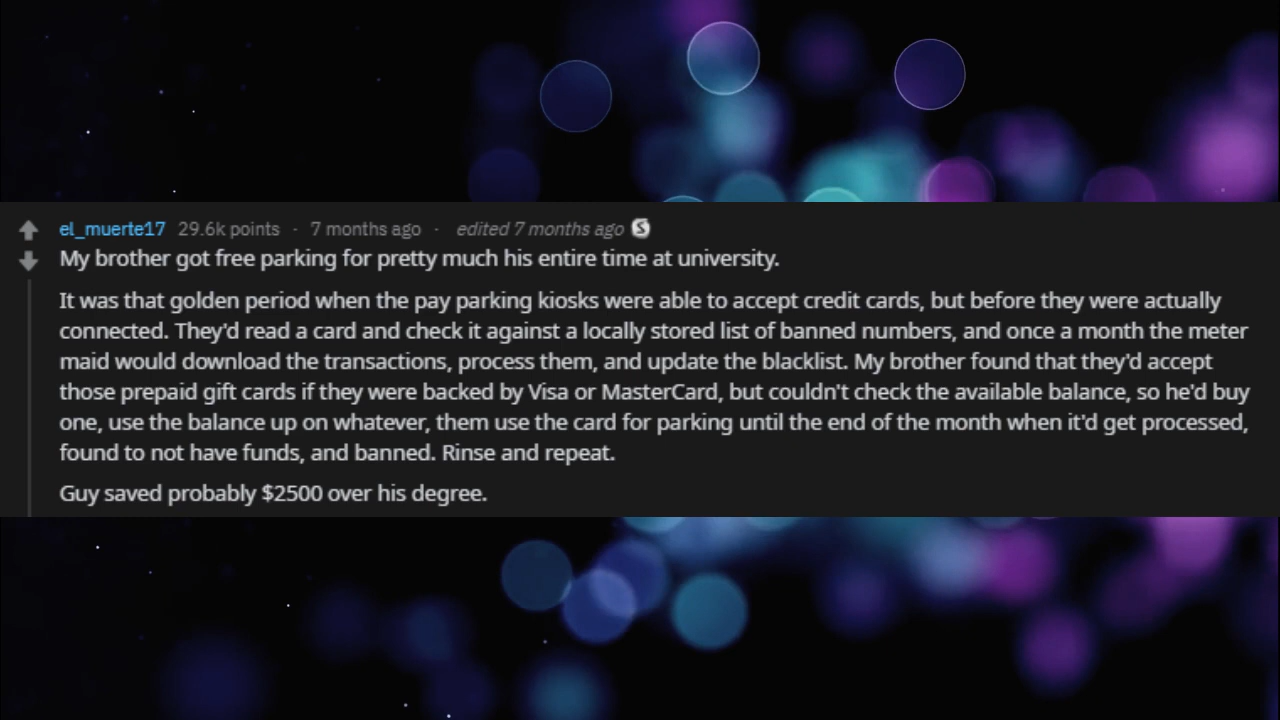 el_muerte17 29.6k points · 7 months ago · edited 7 months ago S
My brother got free parking for pretty much his entire time at university.
It was that golden period when the pay parking kiosks were able to accept credit cards, but before they were actually
connected. They'd read a card and check it against a locally stored list of banned numbers, and once a month the meter
maid would download the transactions, process them, and update the blacklist. My brother found that they'd accept
those prepaid gift cards if they were backed by Visa or MasterCard, but couldn't check the available balance, so he'd buy
one, use the balance up on whatever, them use the card for parking until the end of the month when it'd get processed,
found to not have funds, and banned. Rinse and repeat.
Guy saved probably $2500 over his degree.